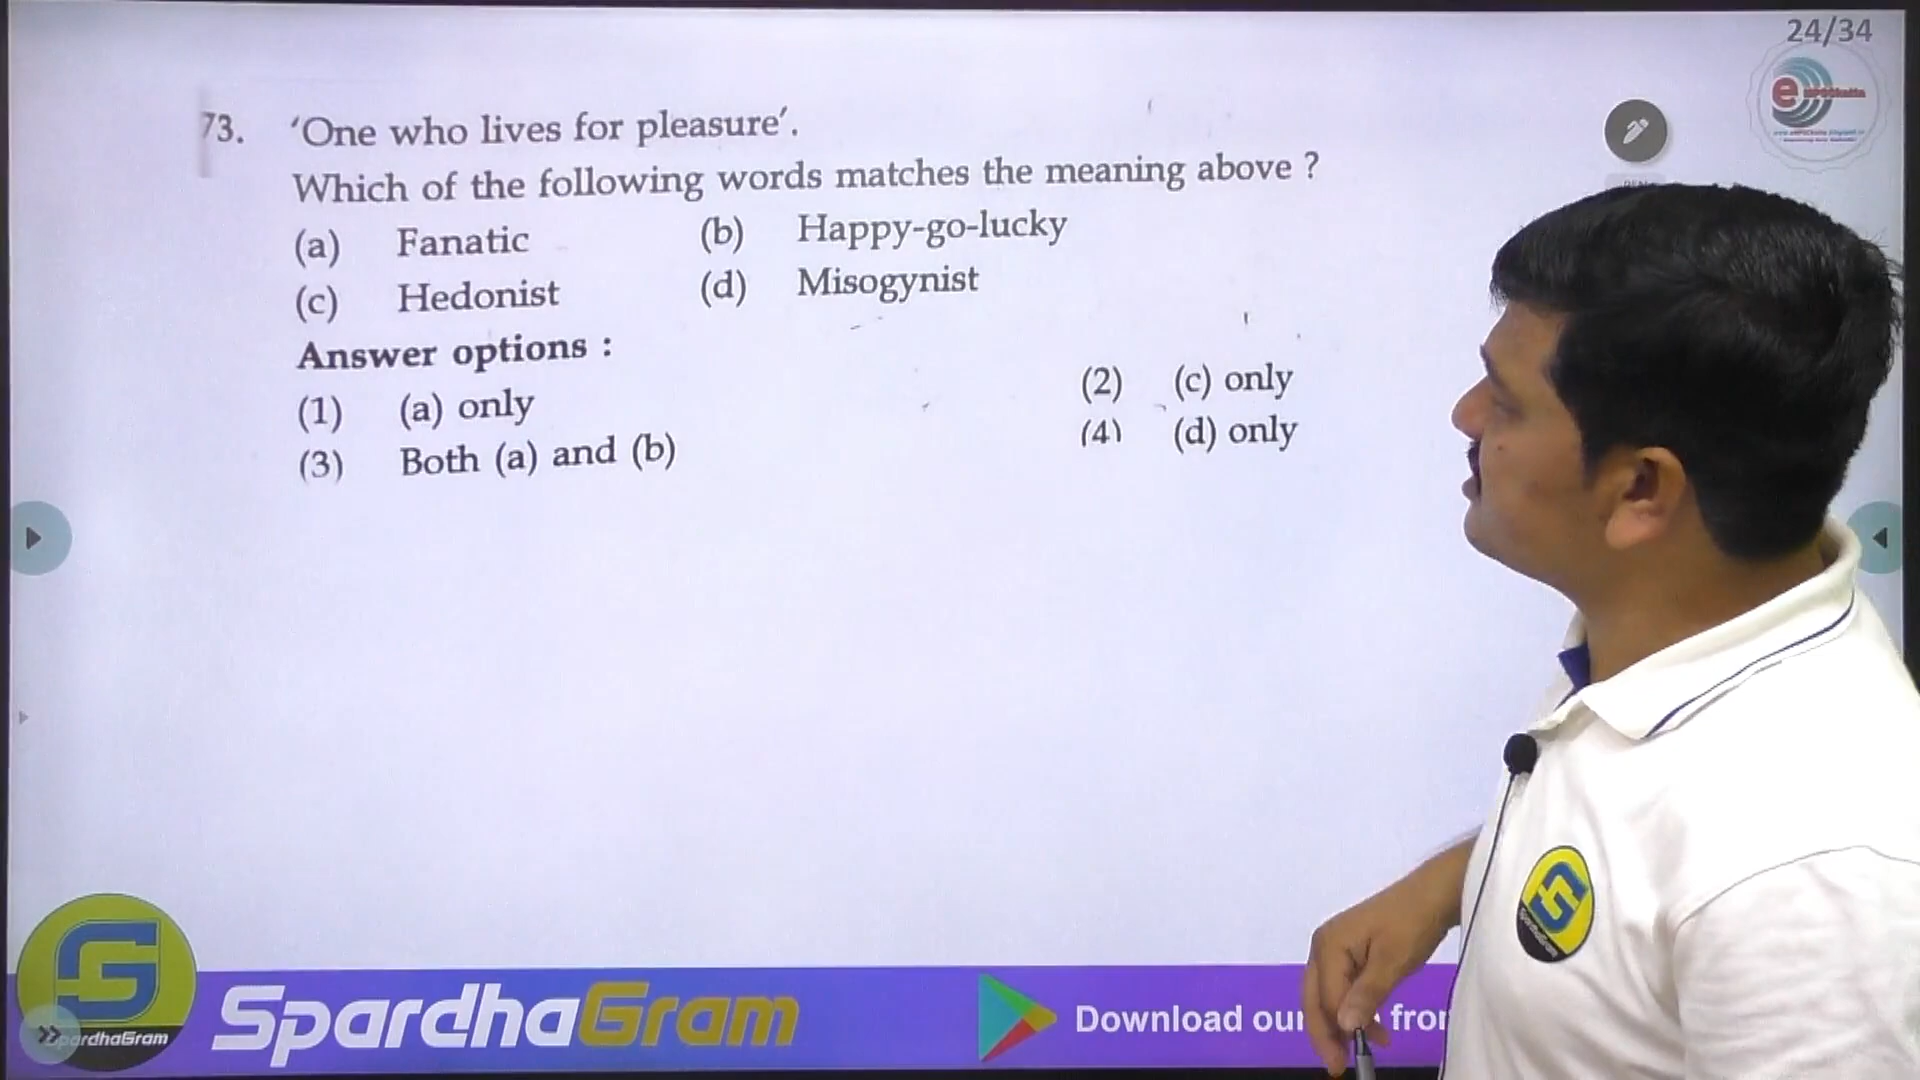 24/34
73. 'One who lives for pleasure'.
Which of the following words matches the meaning above ?
(a) Fanatic (b) Happy-go-lucky
(c) Hedonist (d) Misogynist
Answer options :
(1) (a) only (2) (c) only
(3) Both (a) and (b) (4) (d) only
SpardhaGram
SpardhaGram
Download our from